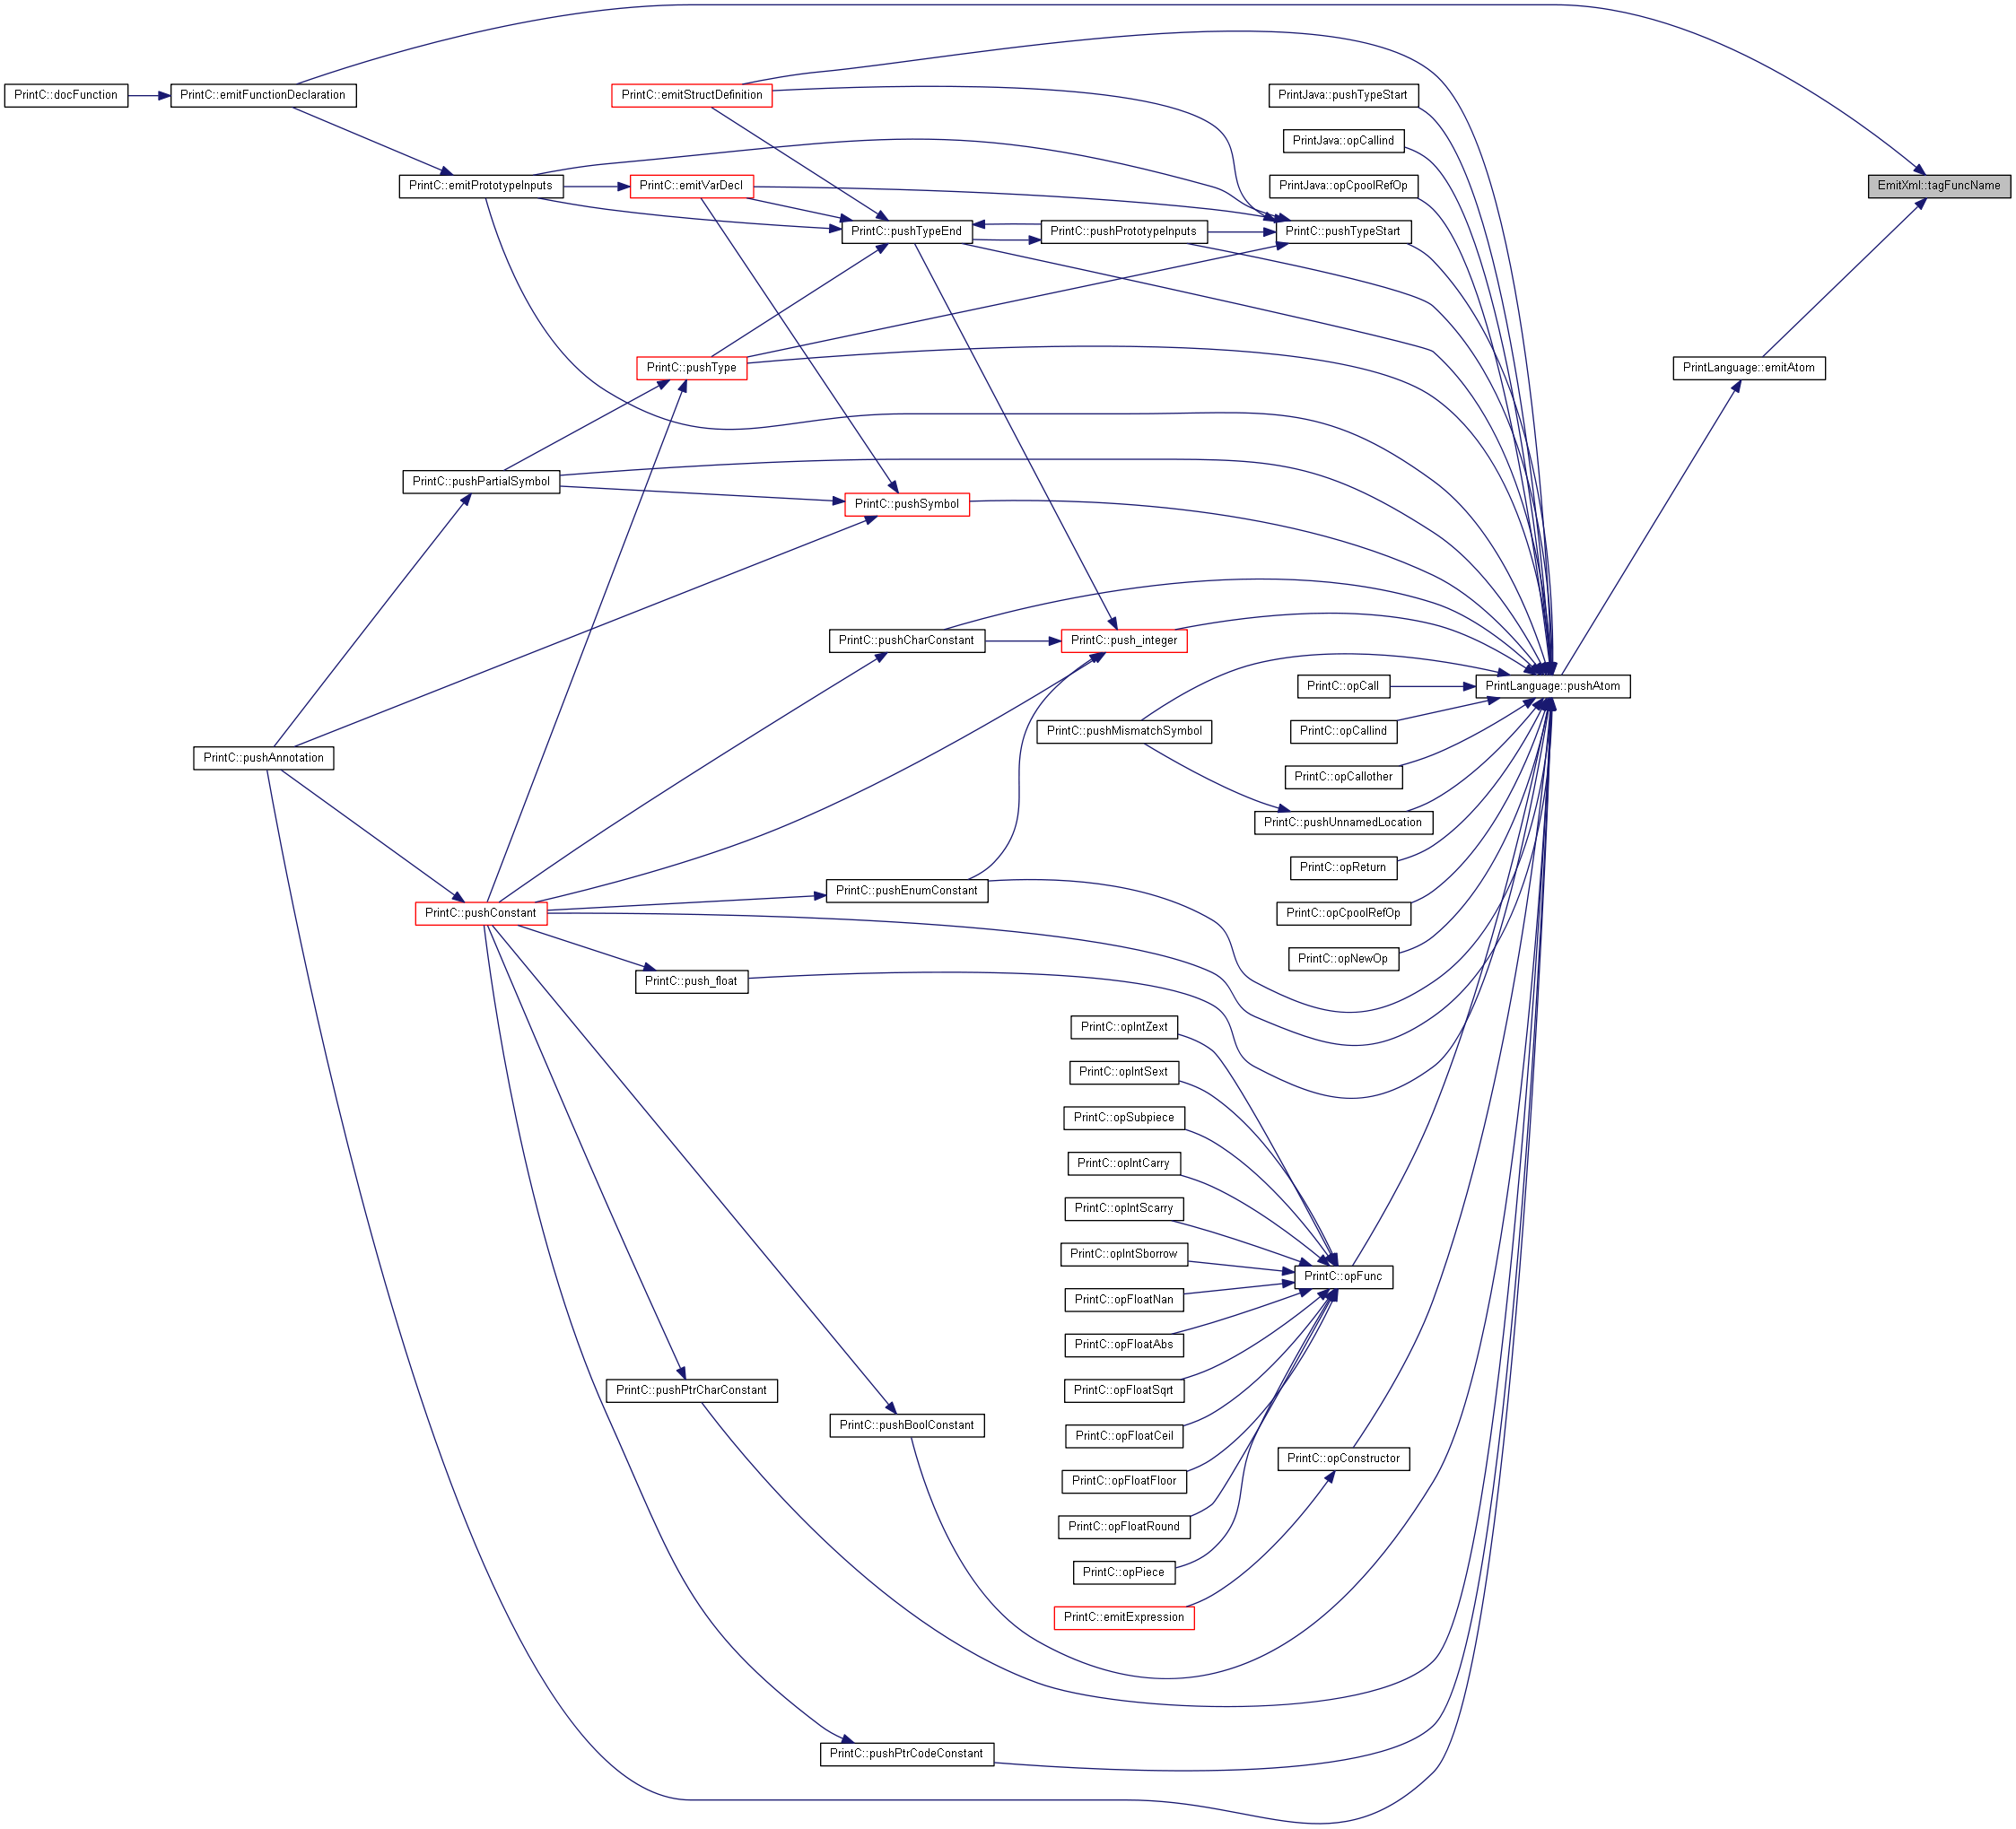 PrintC::docFunction
PrintC::emitFunctionDeclaration
PrintC::emitStructDefinition
PrintJava::pushTypeStart
PrintJava::opCallind
PrintC::emitPrototypeInputs
PrintC::emitVarDecl
PrintJava::opCpoolRefOp
EmitXml::tagFuncName
PrintC::pushTypeEnd
PrintC::pushPrototypeInputs
PrintC::pushTypeStart
PrintC::pushType
PrintLanguage::emitAtom
PrintC::pushPartialSymbol
PrintC::pushSymbol
PrintC::pushCharConstant
PrintC::push_integer
PrintC::opCall
PrintLanguage::pushAtom
PrintC::pushMismatchSymbol
PrintC::opCallind
PrintC::pushAnnotation
PrintC::opCallother
PrintC::pushUnnamedLocation
PrintC::opReturn
PrintC::pushEnumConstant
PrintC::pushConstant
PrintC::opCpoolRefOp
PrintC::opNewOp
PrintC::push_float
PrintC::opIntZext
PrintC::opIntSext
PrintC::opSubpiece
PrintC::opIntCarry
PrintC::opIntScarry
PrintC::opIntSborrow
PrintC::opFunc
PrintC::opFloatNan
PrintC::opFloatAbs
PrintC::pushPtrCharConstant
PrintC::opFloatSqrt
PrintC::pushBoolConstant
PrintC::opFloatCeil
PrintC::opConstructor
PrintC::opFloatFloor
PrintC::opFloatRound
PrintC::opPiece
PrintC::emitExpression
PrintC::pushPtrCodeConstant